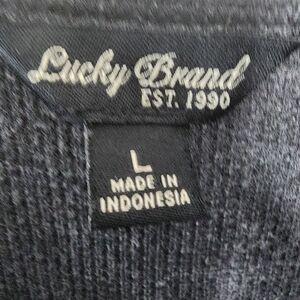 Lucky Brand
EST. 1990
L
MADE IN
INDONESIA